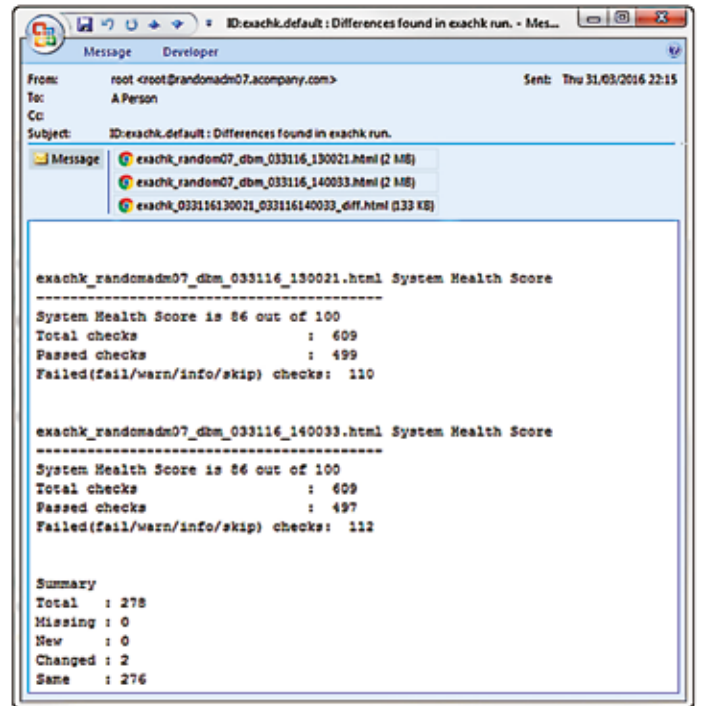 ID:exachk.default : Differences found in exachk run. - Mes...
Message Developer
From: root <root@randomadm07.acompany.com> Sent: Thu 31/03/2016 22:15
To: A Person
Cc:
Subject: ID:exachk.default : Differences found in exachk run.
Message exachk_random07_dbm_033116_130021.html (2 MB)
exachk_random07_dbm_033116_140033.html (2 MB)
exachk_033116130021_033116140033_diff.html (133 KB)
exachk_randomadm07_dbm_033116_130021.html System Health Score
------------------------------------------
System Health Score is 86 out of 100
Total checks : 609
Passed checks : 499
Failed(fail/warn/info/skip) checks: 110
exachk_randomadm07_dbm_033116_140033.html System Health Score
------------------------------------------
System Health Score is 86 out of 100
Total checks : 609
Passed checks : 497
Failed(fail/warn/info/skip) checks: 112
Summary
Total : 278
Missing : 0
New : 0
Changed : 2
Same : 276